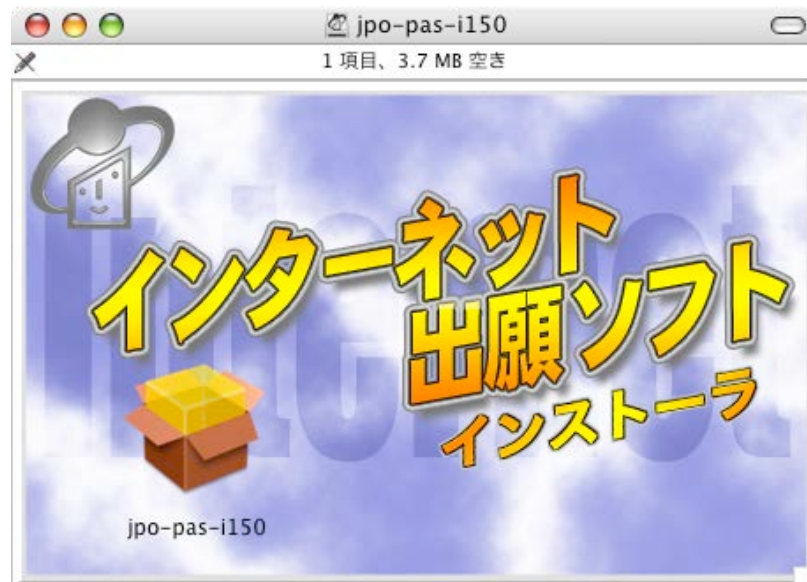 jpo-pas-i150
1 項目、3.7 MB 空き
Internet
インターネット
出願ソフト
インストーラ
jpo-pas-i150